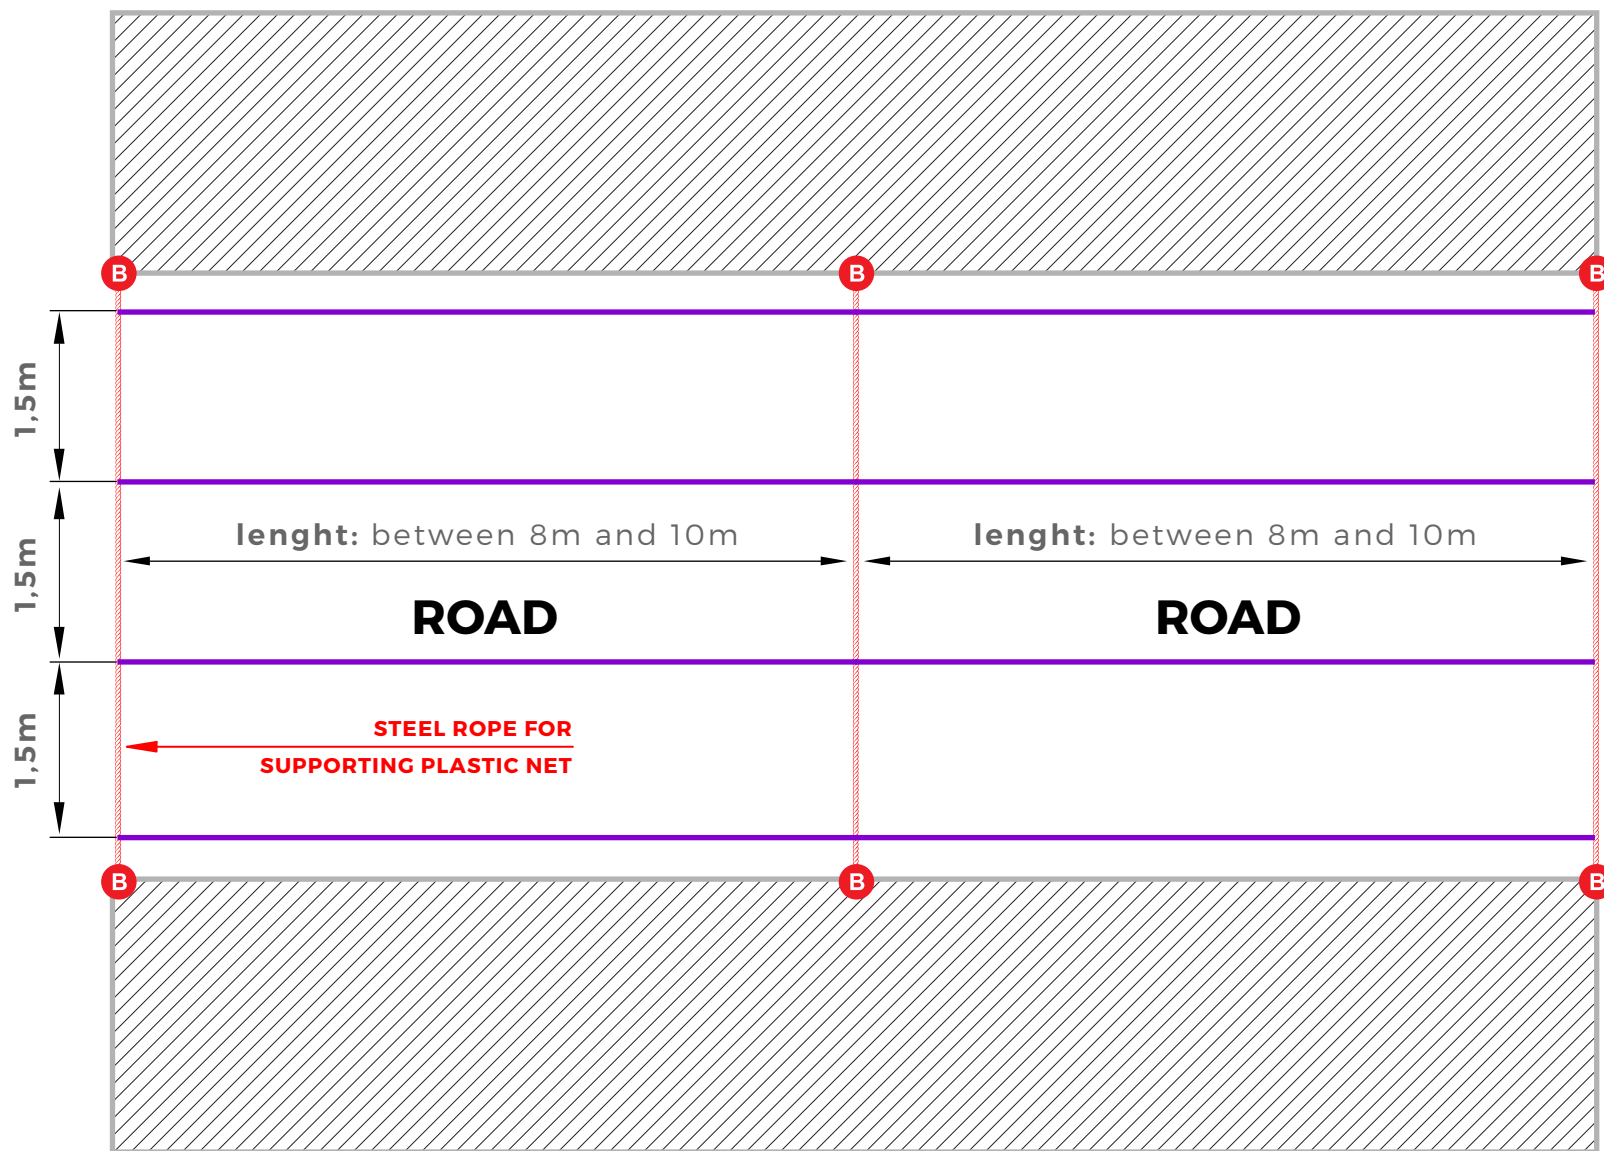 B
B
B
1,5m
1,5m
lenght: between 8m and 10m
lenght: between 8m and 10m
ROAD
ROAD
1,5m
STEEL ROPE FOR
SUPPORTING PLASTIC NET
B
B
B